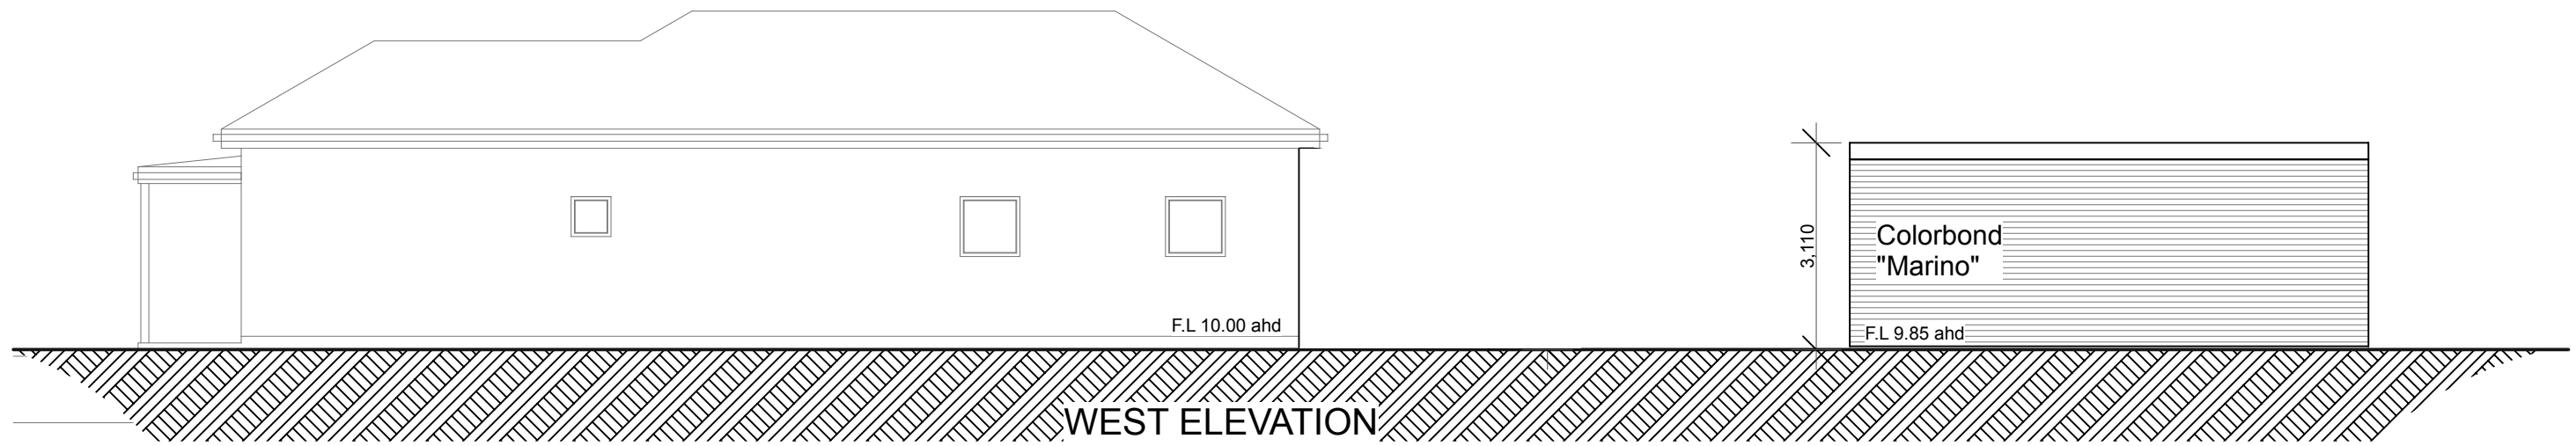 3,110
Colorbond
"Marino"
F.L 10.00 ahd
F.L 9.85 ahd
WEST ELEVATION